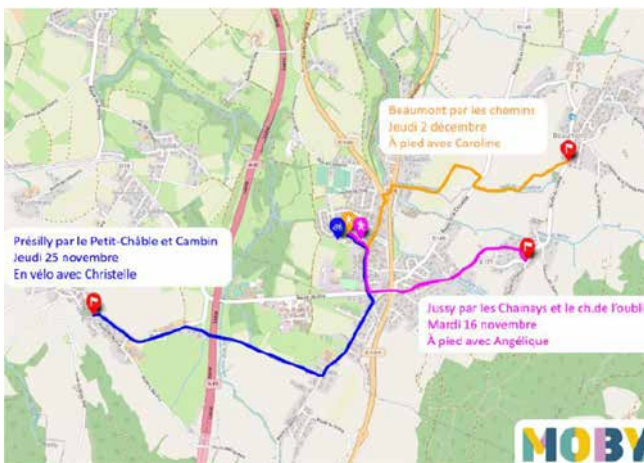 Beaumont par les chemins
Jeudi 2 décembre
À pied avec Caroline
Beaumont
Présilly par le Petit-Châble et Cambin
Jeudi 25 novembre
En vélo avec Christelle
Jussy par les Chainays et le ch.de l'oubli
Mardi 16 novembre
À pied avec Angélique
MOBY